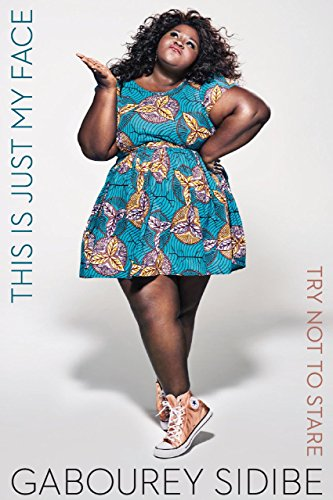 THIS IS JUST MY FACE
TRY NOT TO STARE
GABOUREY SIDIBE